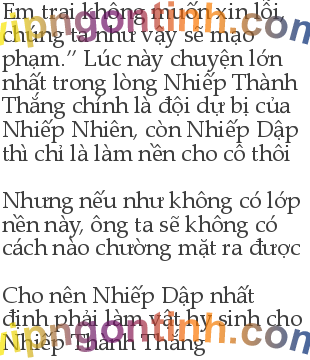 Em trai không muốn xin lỗi,
chúng ta như vậy sẽ mạo
phạm.” Lúc này chuyện lớn
nhất trong lòng Nhiếp Thành
Thắng chính là đội dự bị của
Nhiếp Nhiên, còn Nhiếp Dập
thì chỉ là làm nền cho cô thôi
Nhưng nếu như không có lớp
nền này, ông ta sẽ không có
cách nào chường mặt ra được
Cho nên Nhiếp Dập nhất
định phải làm vật hy sinh cho
Nhiếp Thành Thắng
vipngontinh.com
vipngontinh.com